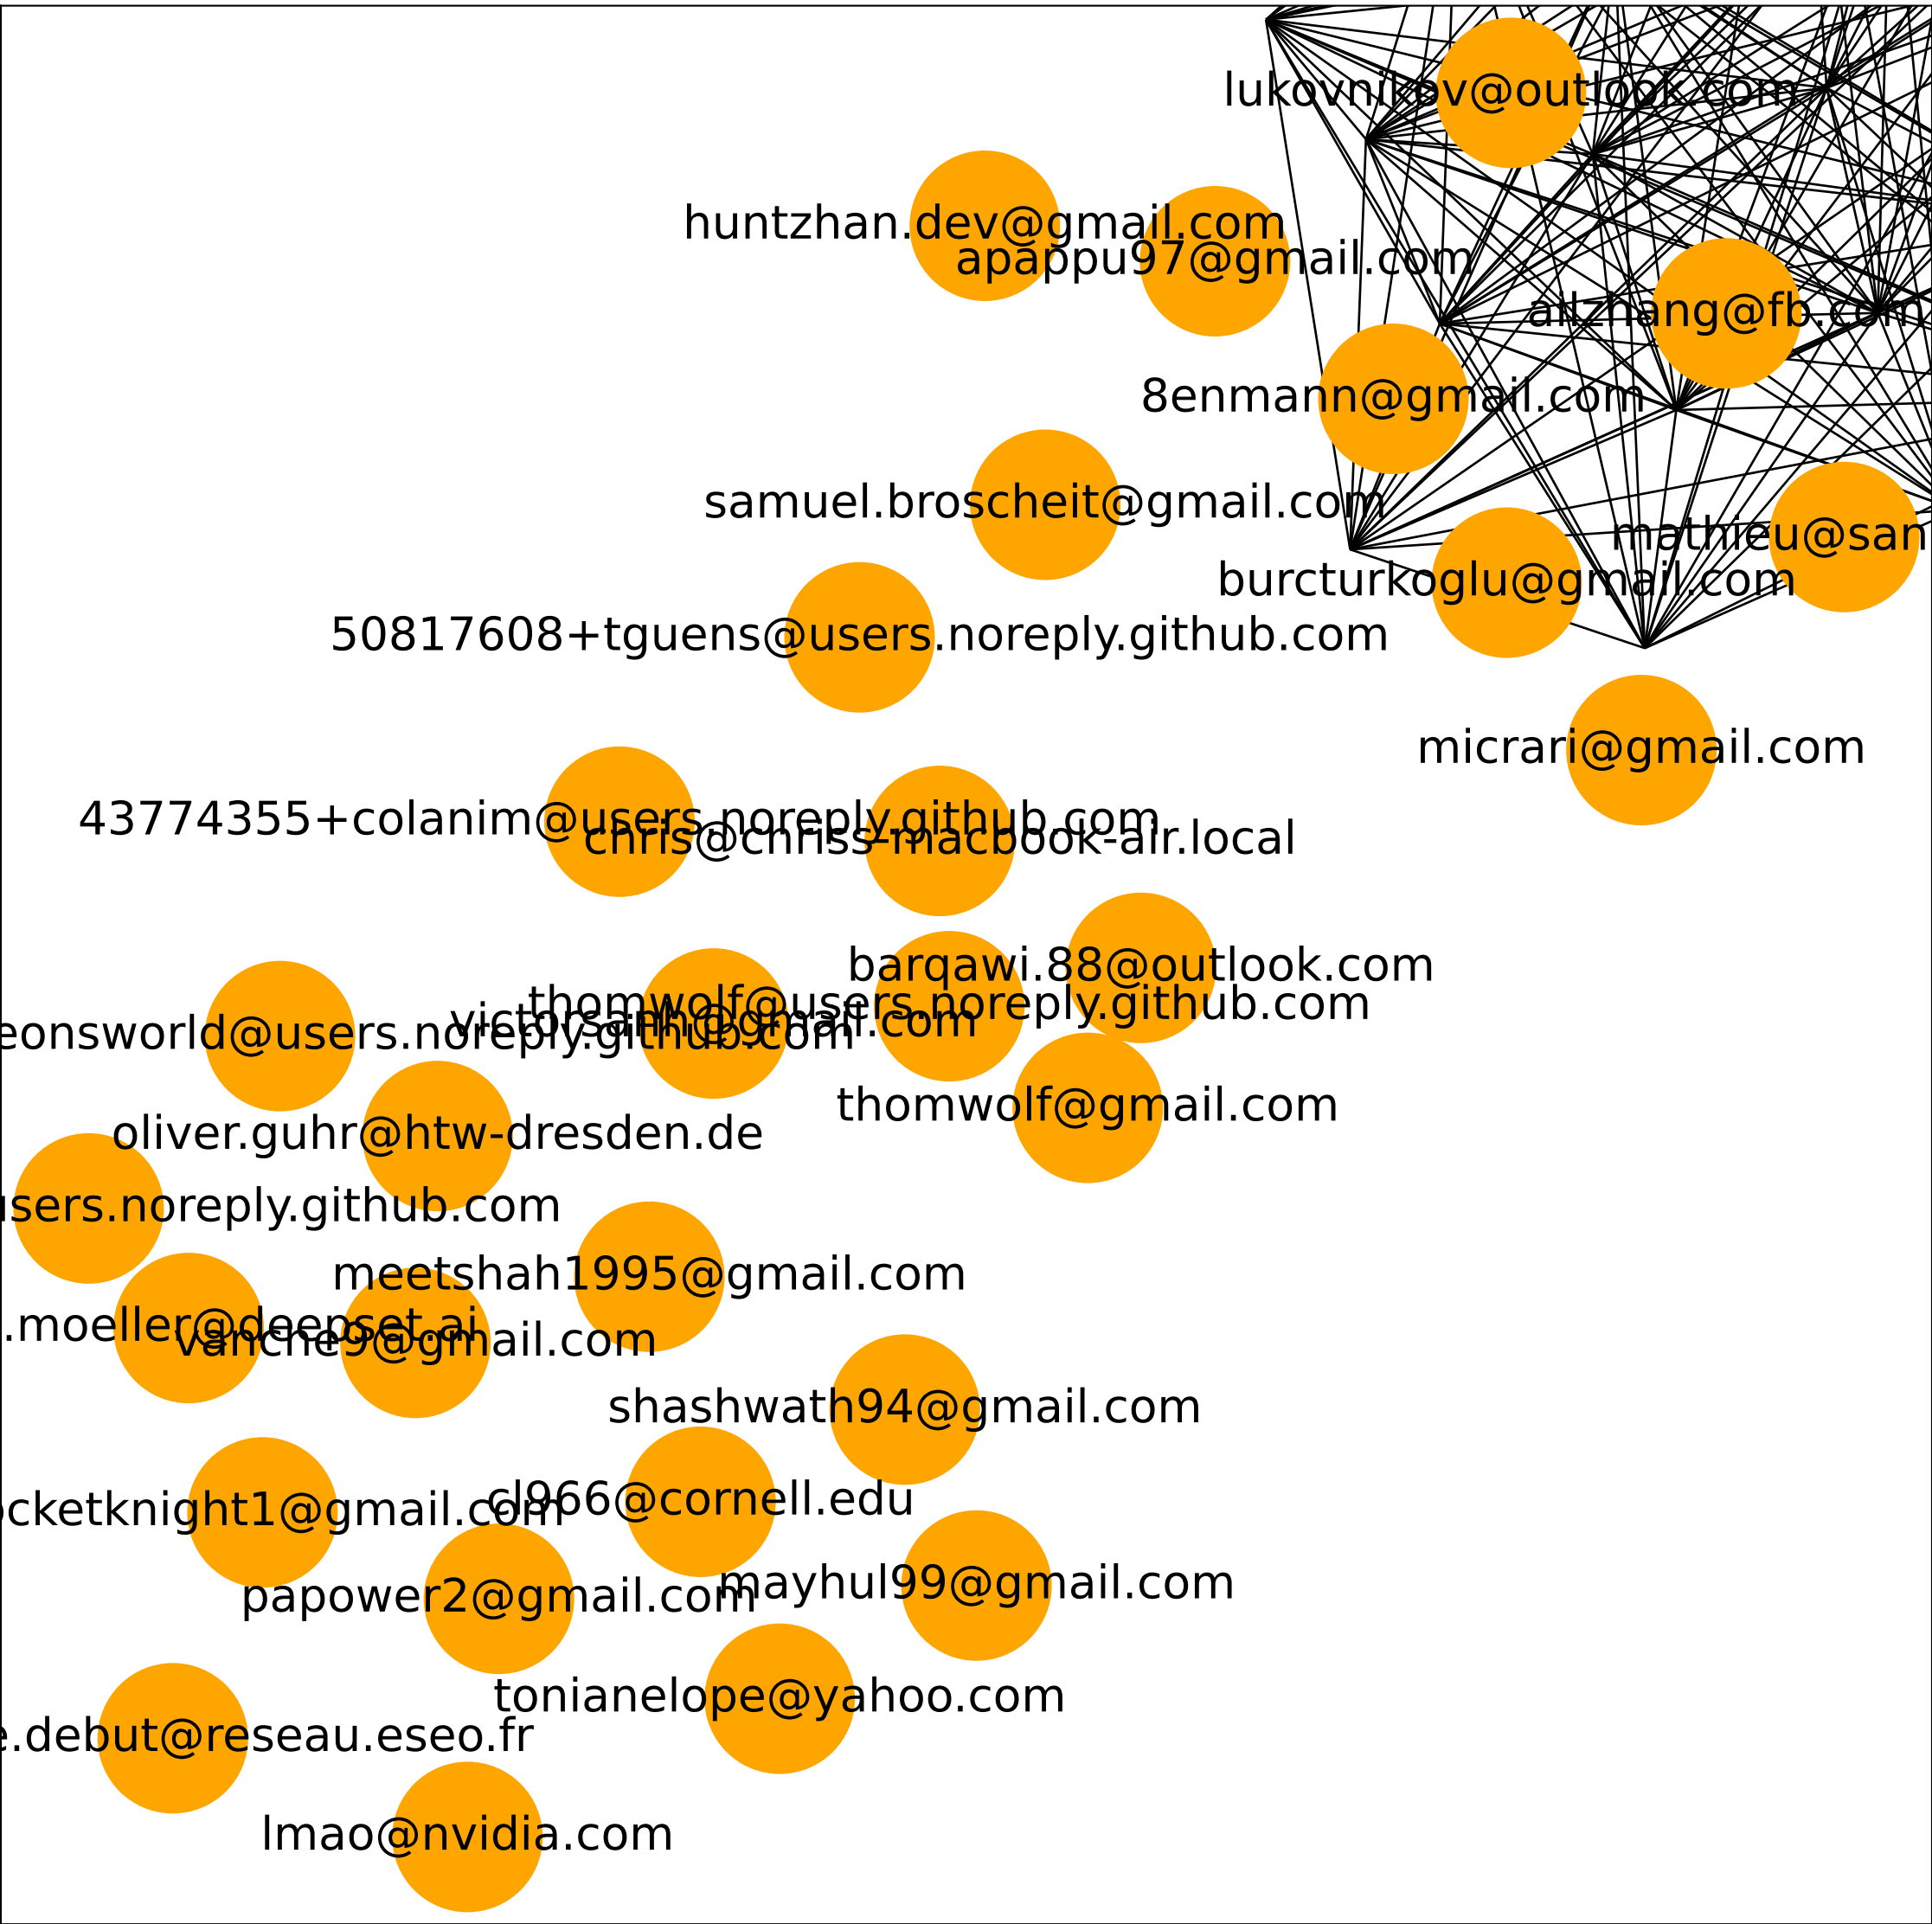 lukovnikov@outlook.com
huntzhan.dev@gmail.com
apappu97@gmail.com
ailzhang@fb.com
8enmann@gmail.com
samuel.broscheit@gmail.com
mathieu@san
burcturkoglu@gmail.com
50817608+tguens@users.noreply.github.com
micrari@gmail.com
43774355+colanim@users.noreply.github.com
chris@chriss-macbook-air.local
barqawi.88@outlook.com
thomwolf@users.noreply.github.com
victorsanh@gmail.com
eonsworld@users.noreply.github.com
thomwolf@gmail.com
oliver.guhr@htw-dresden.de
users.noreply.github.com
meetshah1995@gmail.com
.moeller@deepset.ai
vanche9@gmail.com
shashwath94@gmail.com
cl966@cornell.edu
ocketknight1@gmail.com
mayhul99@gmail.com
papower2@gmail.com
tonianelope@yahoo.com
e.debut@reseau.eseo.fr
lmao@nvidia.com